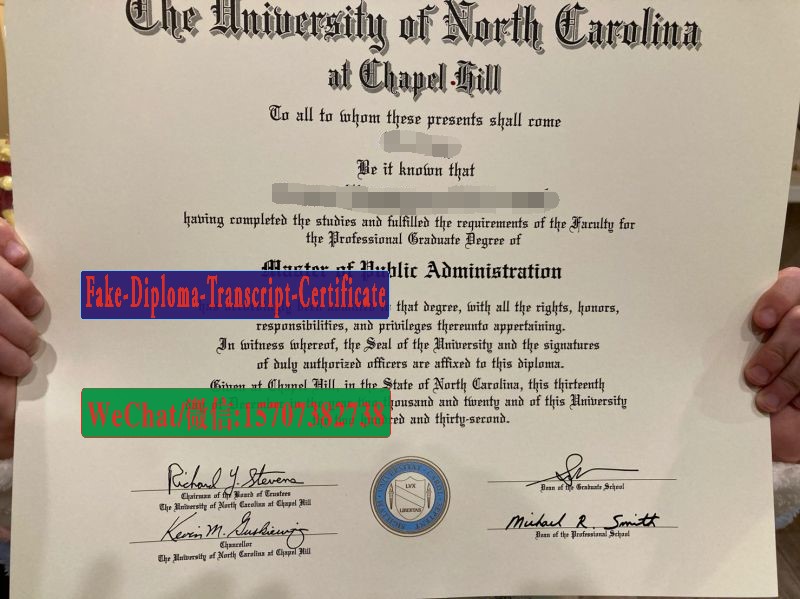 The University of North Carolina
at Chapel Hill
To all to whom these presents shall come
Be it known that
having completed the studies and fulfilled the requirements of the Faculty for
the Professional Graduate Degree of
Master of Public Administration
Fake-Diploma-Transcript-Certificate
that degree, with all the rights, honors,
responsibilities, and privileges thereunto appertaining.
In witness whereof, the Seal of the University and the signatures
of duly authorized officers are affixed to this diploma.
Given at Chapel Hill, in the State of North Carolina, this thirteenth
thousand and twenty and of this University
WeChat/微信:15707382738
and thirty-second.
Richard Y. Stevens
Chairman of the Board of Trustees
The University of North Carolina at Chapel Hill
Kevin M. Guskiewicz
Chancellor
The University of North Carolina at Chapel Hill
LVX
LIBERTAS
Dean of the Graduate School
Michael R. Smith
Dean of the Professional School